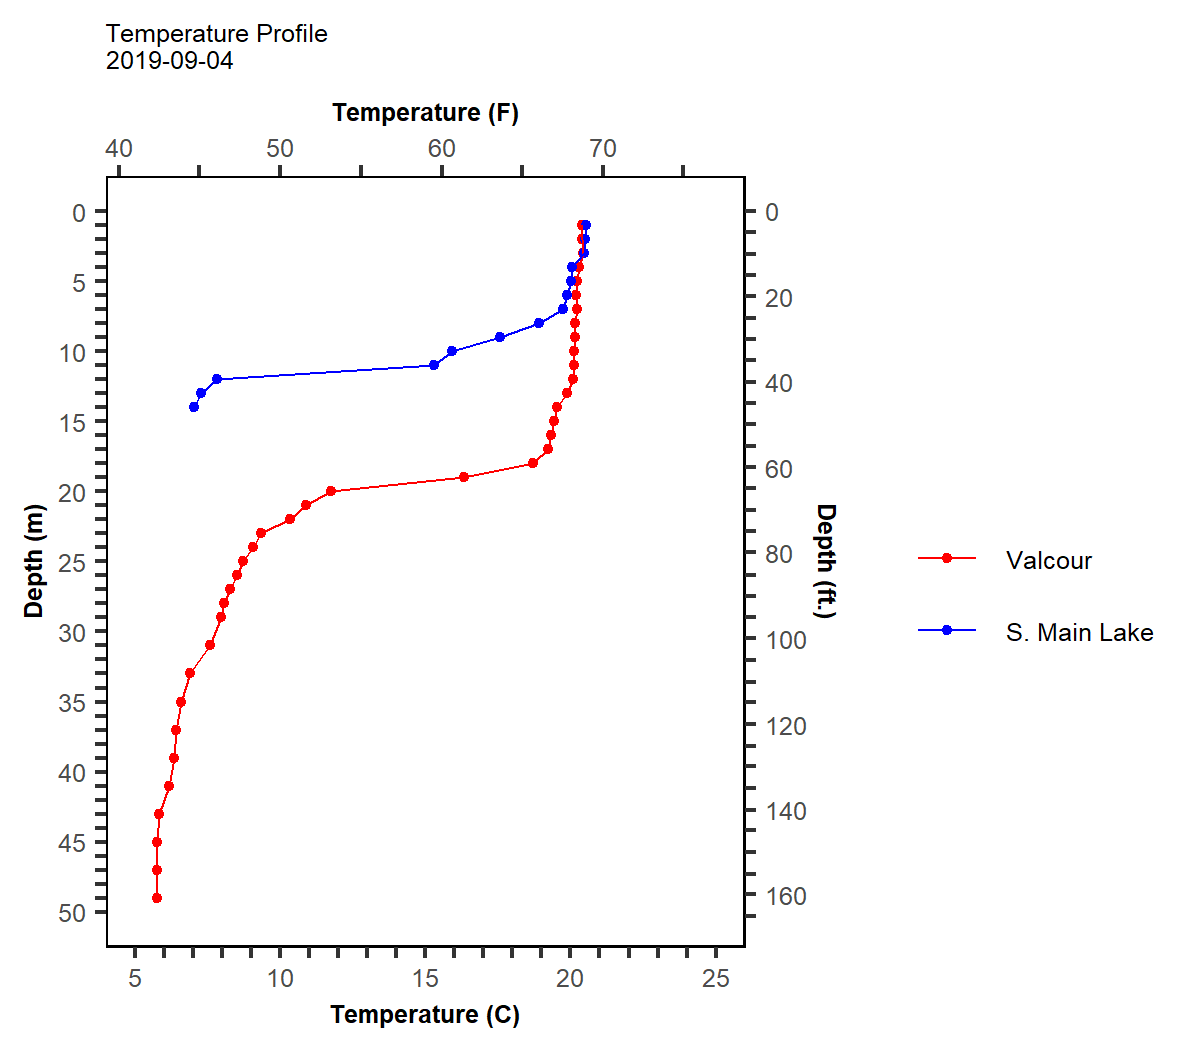 Temperature Profile
2019-09-04
Temperature (F)
40 50 60 70
0
5
10
15
20
25
30
35
40
45
50
Depth (m)
0
20
40
60
80
100
120
140
160
Depth (ft.)
Valcour
S. Main Lake
5 10 15 20 25
Temperature (C)